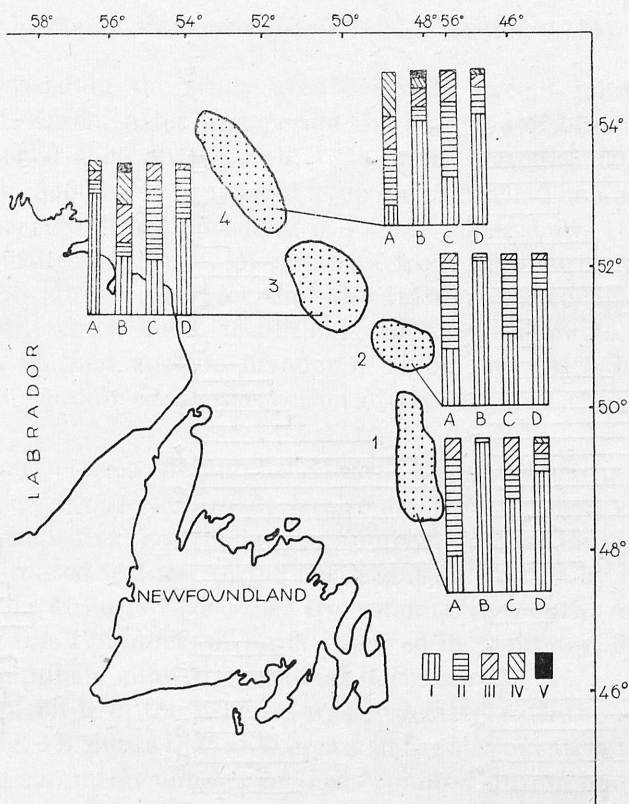 58° 56° 54° 52° 50° 48° 56° 46°
54°
4
A B C D
A B C D
52°
3
2
A B C D
50°
LABRADOR
1
48°
A B C D
NEWFOUNDLAND
I II III IV V
46°